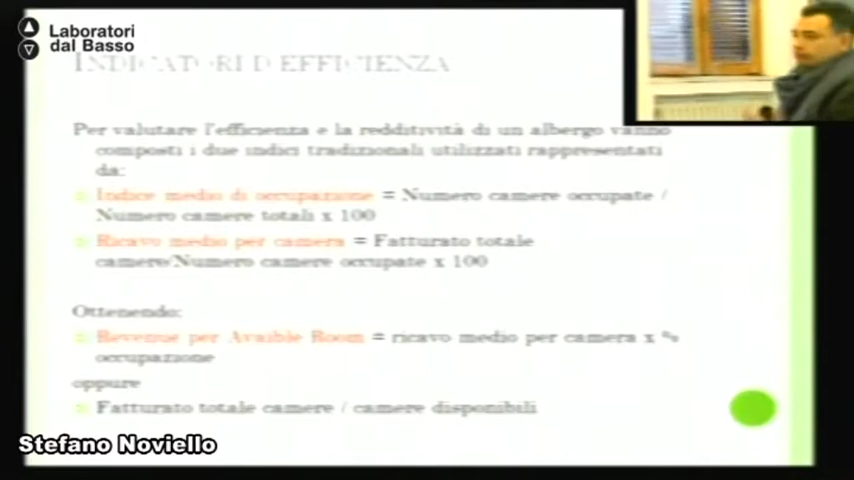 Laboratori
dal Basso
INDICATORI D EFFICIENZA
Per valutare l'efficienza e la redditività di un albergo vanno
composti i due indici tradizionali utilizzati rappresentati
da:
Indice medio di occupazione = Numero camere occupate /
Numero camere totali x 100
Ricavo medio per camera = Fatturato totale
camere/Numero camere occupate x 100
Ottenendo:
Revenue per Avaible Room = ricavo medio per camera x %
occupazione
oppure
Fatturato totale camere / camere disponibili
Stefano Noviello